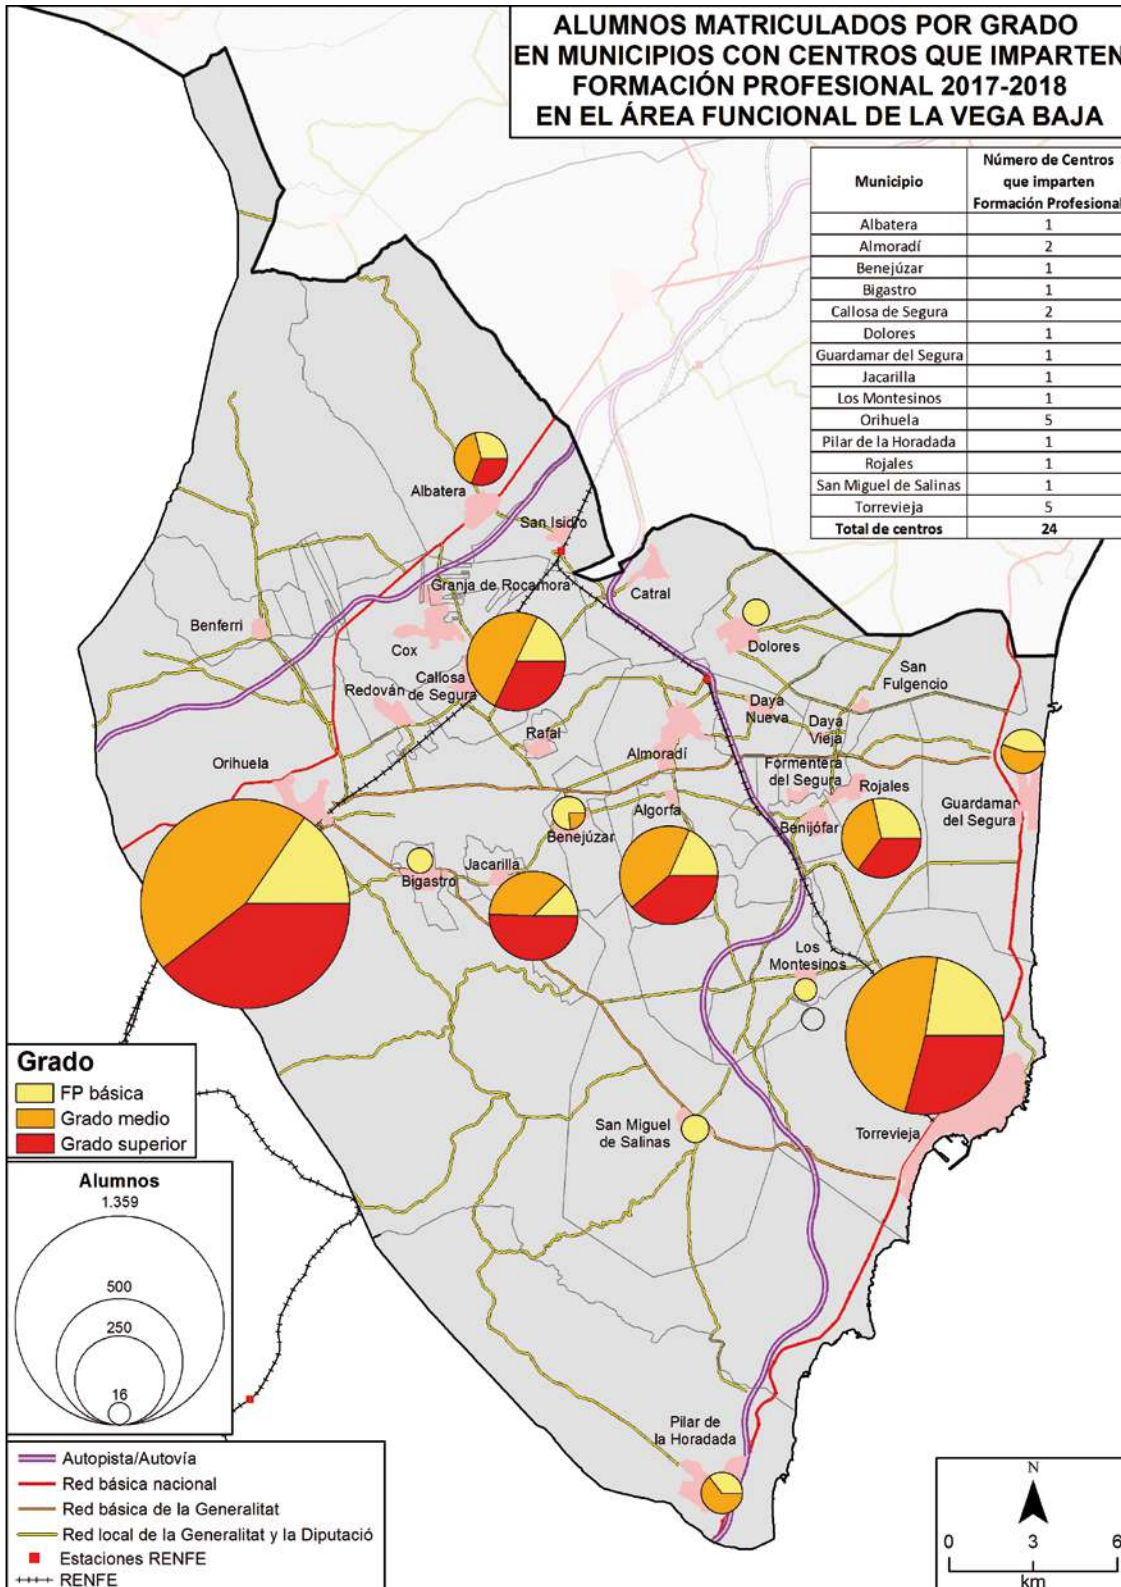 ALUMNOS MATRICULADOS POR GRADO
EN MUNICIPIOS CON CENTROS QUE IMPARTEN
FORMACIÓN PROFESIONAL 2017-2018
EN EL ÁREA FUNCIONAL DE LA VEGA BAJA
Municipio
Número de Centros
que imparten
Formación Profesional
Albatera 1
Almoradí 2
Benejúzar 1
Bigastro 1
Callosa de Segura 2
Dolores 1
Guardamar del Segura 1
Jacarilla 1
Los Montesinos 1
Orihuela 5
Pilar de la Horadada 1
Rojales 1
San Miguel de Salinas 1
Torrevieja 5
Total de centros 24
Albatera
San Isidro
Granja de Rocamora
Catral
Benferri
Cox
Dolores
Callosa
de Segura
Redován
San
Fulgencio
Daya
Nueva
Daya
Vieja
Rafal
Almoradí
Orihuela
Formentera
del Segura
Rojales
Guardamar
del Segura
Algorfa
Benejúzar
Benijófar
Jacarilla
Bigastro
Los
Montesinos
San Miguel
de Salinas
Torrevieja
Pilar de
la Horadada
Grado
FP básica
Grado medio
Grado superior
Alumnos
1.359
500
250
16
Autopista/Autovía
Red básica nacional
Red básica de la Generalitat
Red local de la Generalitat y la Diputació
Estaciones RENFE
RENFE
N
0 3 6
km